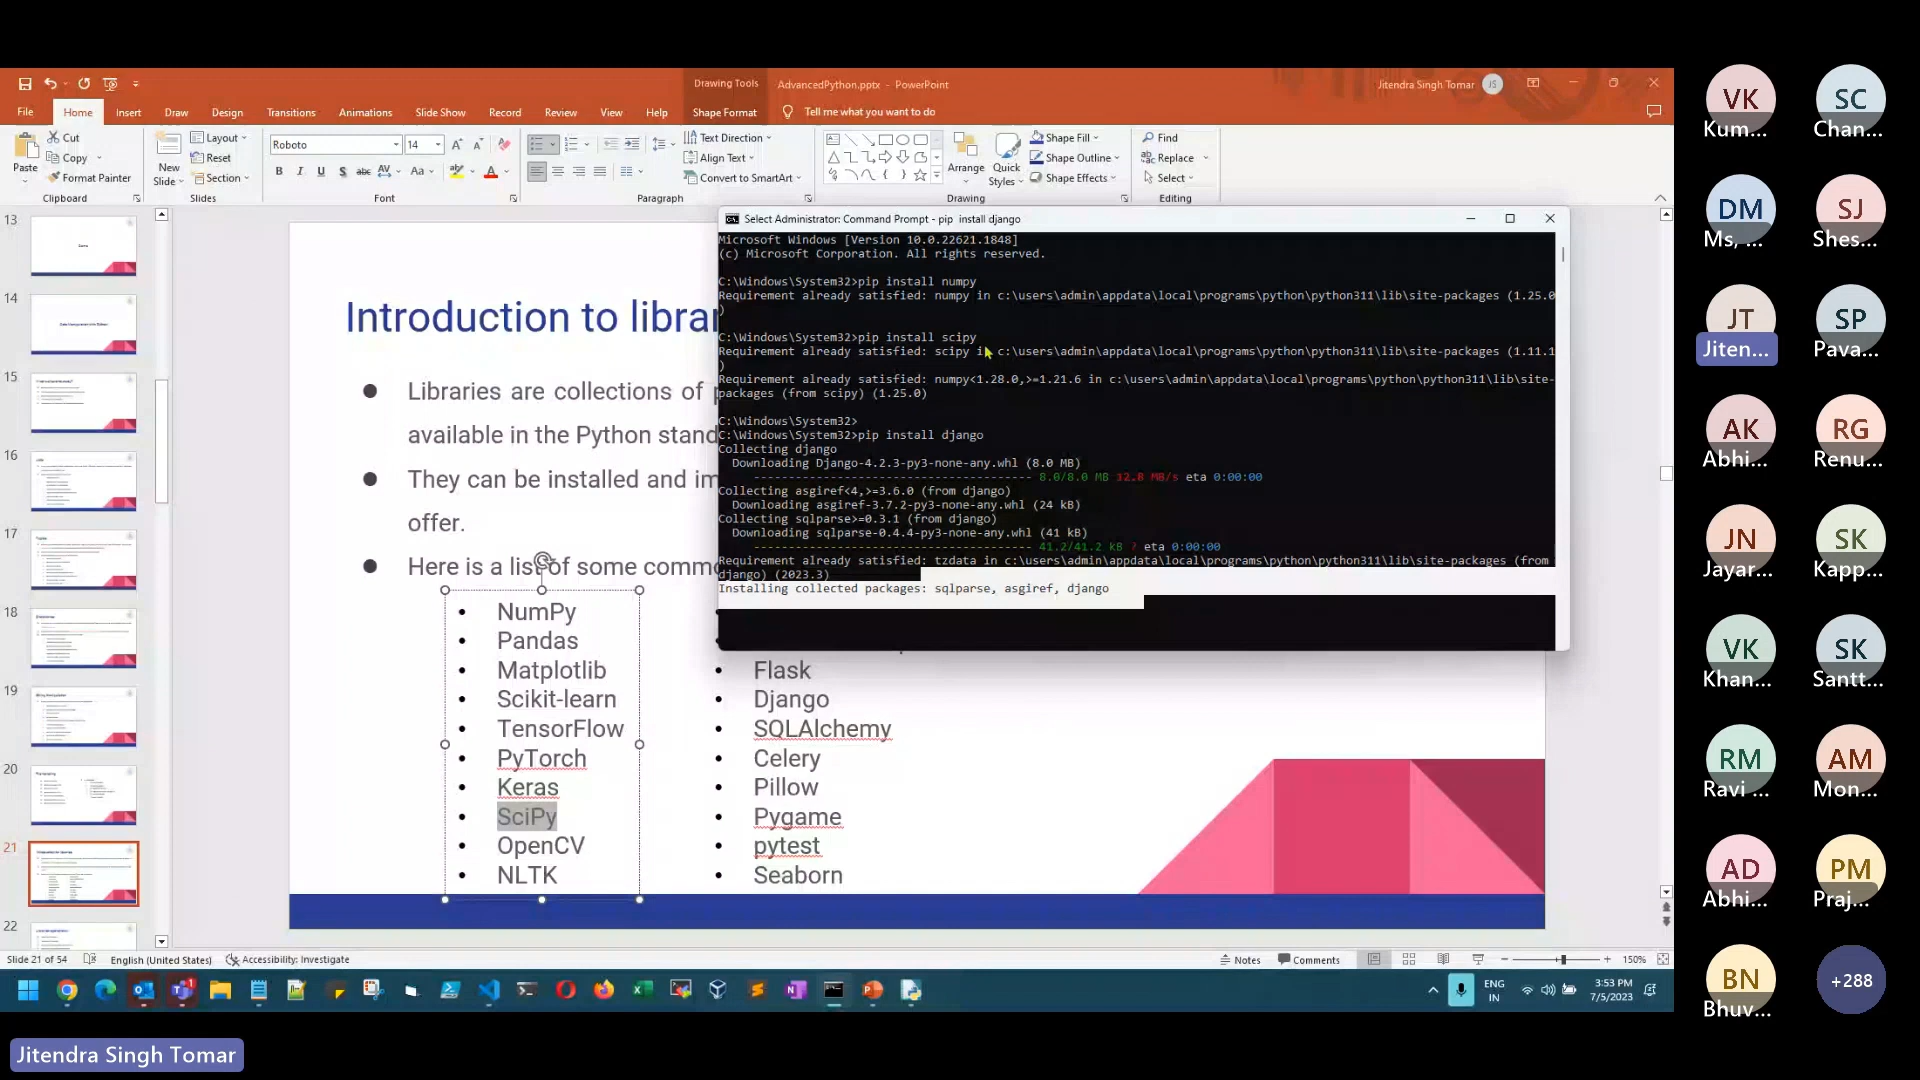 Drawing Tools
AdvancedPython.pptx - PowerPoint
Jitendra Singh Tomar
JS
File
Home
Insert
Draw
Design
Transitions
Animations
Slide Show
Record
Review
View
Help
Shape Format
Tell me what you want to do
Paste
Cut
Copy
Format Painter
Clipboard
New
Slide
Layout
Reset
Section
Slides
Roboto
14
B I U S abc AV Aa A
Font
Text Direction
Align Text
Convert to SmartArt
Paragraph
Arrange
Quick
Styles
Shape Fill
Shape Outline
Shape Effects
Drawing
Find
Replace
Select
Editing
13
14
15
16
17
18
19
20
21
22
Introduction to librar
Libraries are collections of p
available in the Python stand
They can be installed and im
offer.
Here is a list of some commo
NumPy
Pandas
Matplotlib
Scikit-learn
TensorFlow
PyTorch
Keras
SciPy
OpenCV
NLTK
Flask
Django
SQLAlchemy
Celery
Pillow
Pygame
pytest
Seaborn
Select Administrator: Command Prompt - pip  install django
Microsoft Windows [Version 10.0.22621.1848]
(c) Microsoft Corporation. All rights reserved.
C:\Windows\System32>pip install numpy
Requirement already satisfied: numpy in c:\users\admin\appdata\local\programs\python\python311\lib\site-packages (1.25.0
)
C:\Windows\System32>pip install scipy
Requirement already satisfied: scipy in c:\users\admin\appdata\local\programs\python\python311\lib\site-packages (1.11.1
)
Requirement already satisfied: numpy<1.28.0,>=1.21.6 in c:\users\admin\appdata\local\programs\python\python311\lib\site-
packages (from scipy) (1.25.0)
C:\Windows\System32>
C:\Windows\System32>pip install django
Collecting django
Downloading Django-4.2.3-py3-none-any.whl (8.0 MB)
---------------------------------------- 8.0/8.0 MB 12.8 MB/s eta 0:00:00
Collecting asgiref<4,>=3.6.0 (from django)
Downloading asgiref-3.7.2-py3-none-any.whl (24 kB)
Collecting sqlparse>=0.3.1 (from django)
Downloading sqlparse-0.4.4-py3-none-any.whl (41 kB)
---------------------------------------- 41.2/41.2 kB ? eta 0:00:00
Requirement already satisfied: tzdata in c:\users\admin\appdata\local\programs\python\python311\lib\site-packages (from
django) (2023.3)
Installing collected packages: sqlparse, asgiref, django
Slide 21 of 54
English (United States)
Accessibility: Investigate
Notes
Comments
150%
ENG
IN
3:53 PM
7/5/2023
Jitendra Singh Tomar
VK
Kum...
SC
Chan...
DM
Ms, ...
SJ
Shes...
JT
Jiten...
SP
Pava...
AK
Abhi...
RG
Renu...
JN
Jayar...
SK
Kapp...
VK
Khan...
SK
Santt...
RM
Ravi ...
AM
Mon...
AD
Abhi...
PM
Praj...
BN
Bhuv...
+288